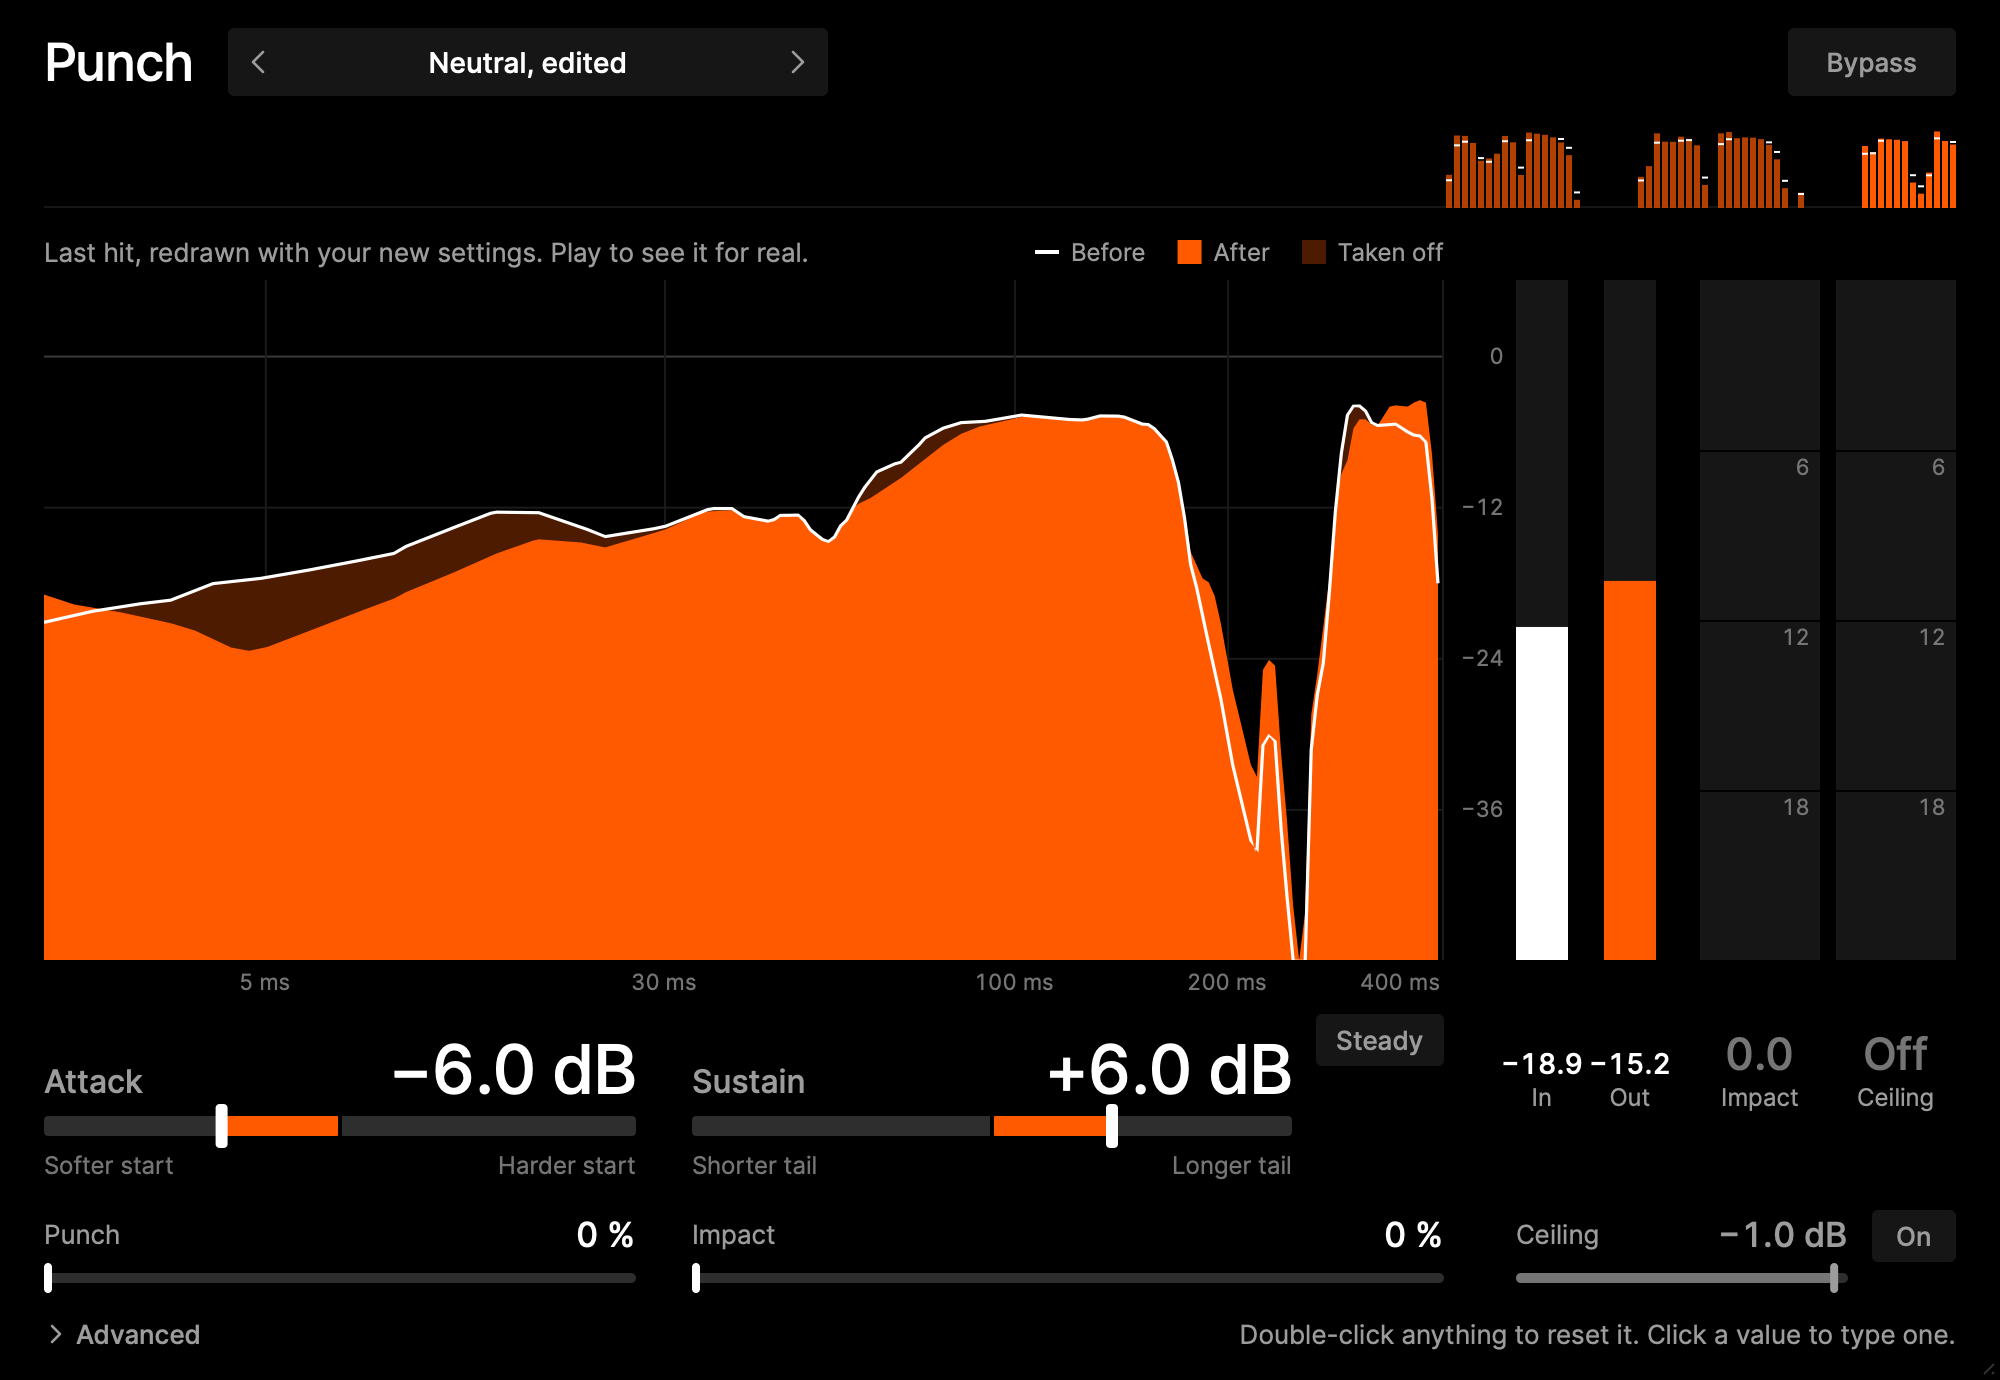 Punch
Neutral, edited
Bypass
Last hit, redrawn with your new settings. Play to see it for real.
Before
After
Taken off
0
−12
−24
−36
6
12
18
6
12
18
5 ms
30 ms
100 ms
200 ms
400 ms
Attack
−6.0 dB
Softer start
Harder start
Sustain
+6.0 dB
Shorter tail
Longer tail
Steady
−18.9
In
−15.2
Out
0.0
Impact
Off
Ceiling
Punch
0 %
Impact
0 %
Ceiling
−1.0 dB
On
Advanced
Double-click anything to reset it. Click a value to type one.